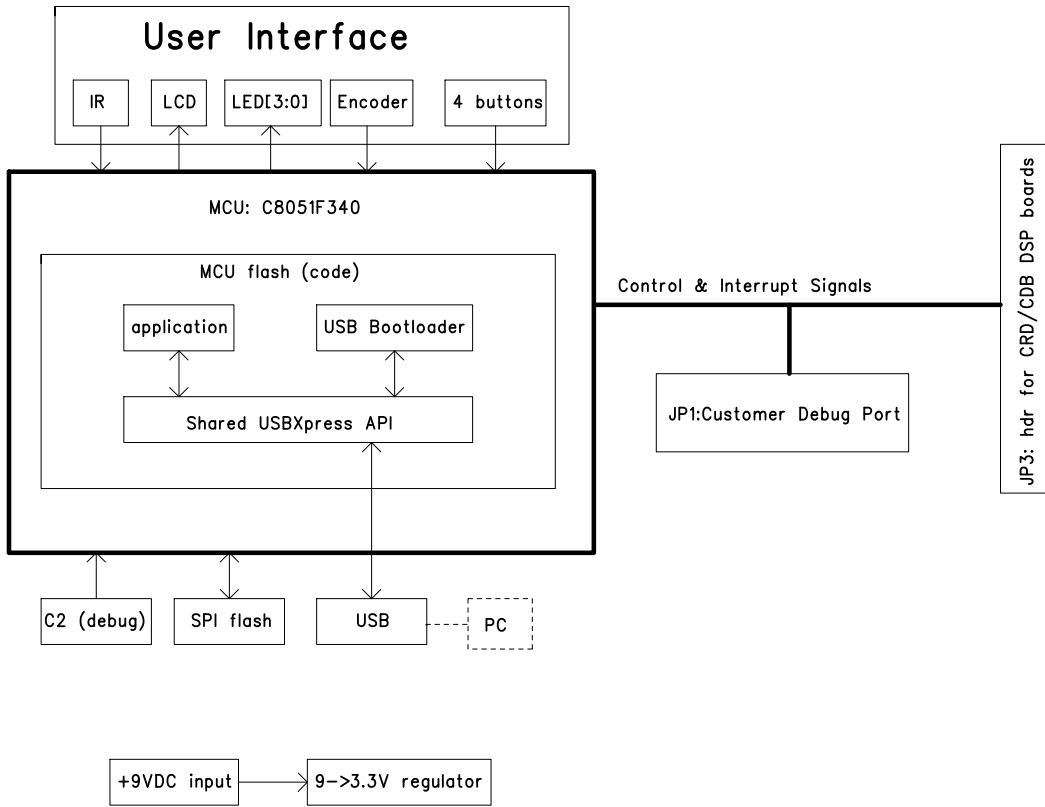 User Interface
IR
LCD
LED[3:0]
Encoder
4 buttons
MCU: C8051F340
MCU flash (code)
application
USB Bootloader
Shared USBXpress API
Control & Interrupt Signals
JP1:Customer Debug Port
JP3: hdr for CRD/CDB DSP boards
C2 (debug)
SPI flash
USB
PC
+9VDC input
9->3.3V regulator